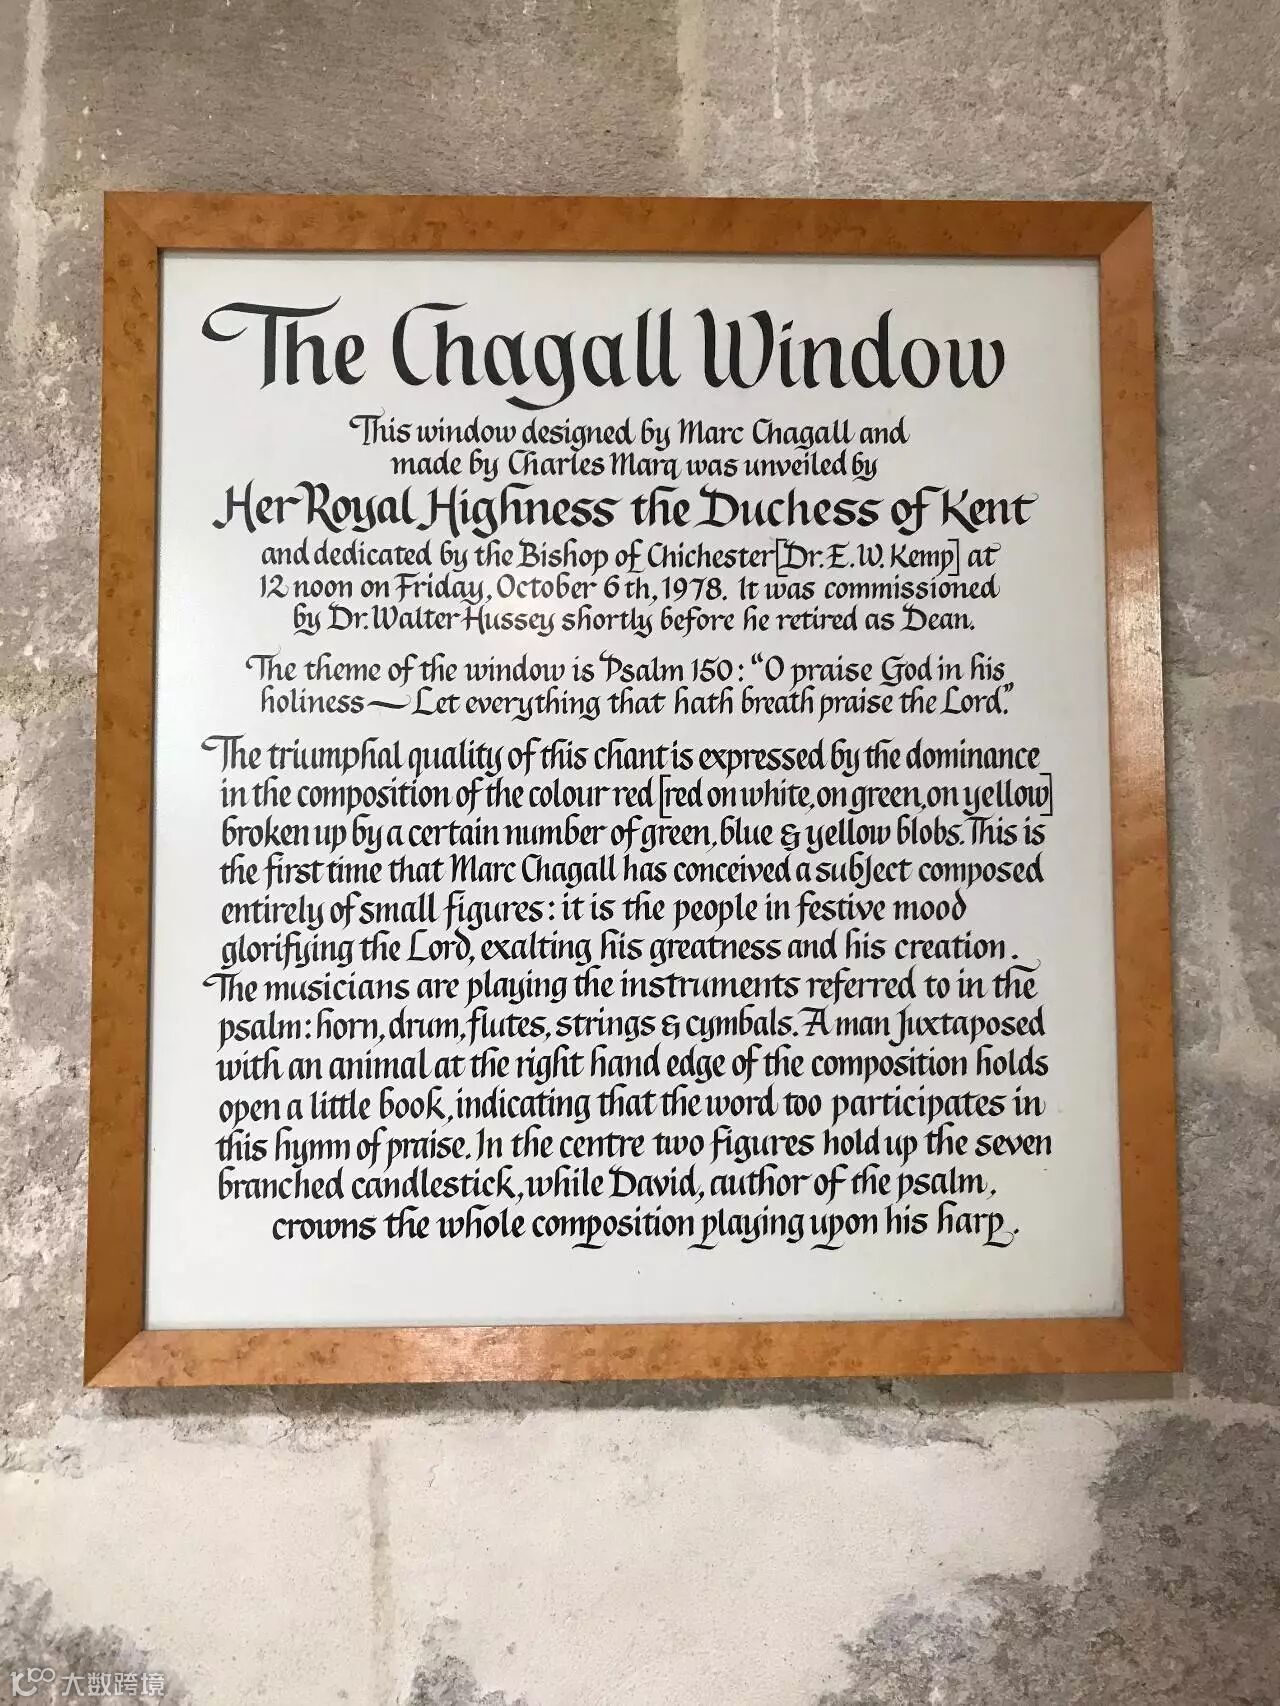 The Chagall Window
This window designed by Marc Chagall and
made by Charles Marq was unveiled by
Her Royal Highness the Duchess of Kent
and dedicated by the Bishop of Chichester [Dr. E. W. Kemp] at
12 noon on Friday, October 6th, 1978. It was commissioned
by Dr. Walter Hussey shortly before he retired as Dean.
The theme of the window is Psalm 150: “O praise God in his
holiness — Let everything that hath breath praise the Lord.”
The triumphal quality of this chant is expressed by the dominance
in the composition of the colour red [red on white, on green, on yellow]
broken up by a certain number of green, blue & yellow blobs. This is
the first time that Marc Chagall has conceived a subject composed
entirely of small figures: it is the people in festive mood
glorifying the Lord, exalting his greatness and his creation.
The musicians are playing the instruments referred to in the
psalm: horn, drum, flutes, strings & cymbals. A man juxtaposed
with an animal at the right hand edge of the composition holds
open a little book, indicating that the word too participates in
this hymn of praise. In the centre two figures hold up the seven
branched candlestick, while David, author of the psalm,
crowns the whole composition playing upon his harp.
大数跨境